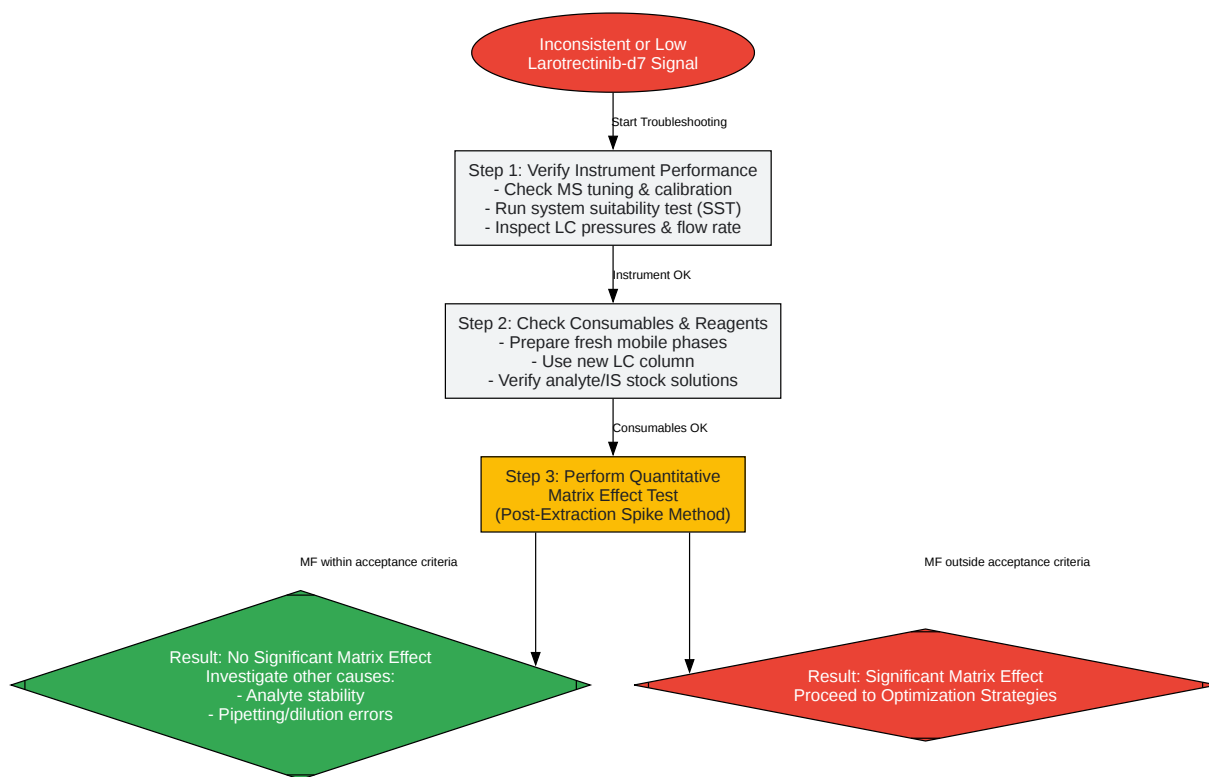 Inconsistent or Low
Larotrectinib-d7 Signal
Start Troubleshooting
Step 1: Verify Instrument Performance
- Check MS tuning & calibration
- Run system suitability test (SST)
- Inspect LC pressures & flow rate
Instrument OK
Step 2: Check Consumables & Reagents
- Prepare fresh mobile phases
- Use new LC column
- Verify analyte/IS stock solutions
Consumables OK
Step 3: Perform Quantitative
Matrix Effect Test
(Post-Extraction Spike Method)
MF within acceptance criteria
MF outside acceptance criteria
Result: No Significant Matrix Effect
Investigate other causes:
- Analyte stability
- Pipetting/dilution errors
Result: Significant Matrix Effect
Proceed to Optimization Strategies